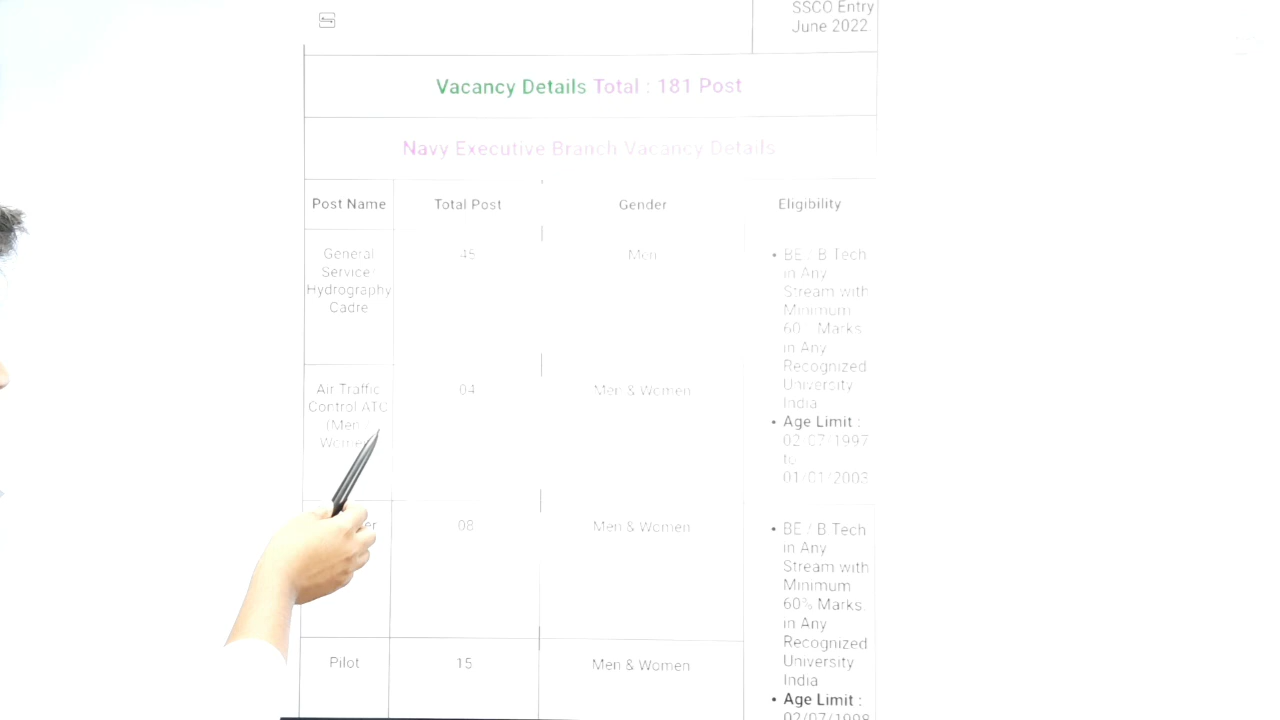 SSCO Entry
June 2022
Vacancy Details Total : 181 Post
Navy Executive Branch Vacancy Details
Post Name Total Post Gender Eligibility
General
Service
Hydrography
Cadre
45
Men
• BE / B Tech
in Any
Stream with
Minimum
60 Marks
in Any
Recognized
University
India
• Age Limit :
02/07/1997
to
01/01/2003
Air Traffic
Control ATC
(Men /
04
Men & Women
08
Men & Women
• BE / B Tech
in Any
Stream with
Minimum
60% Marks.
in Any
Recognized
University
India
• Age Limit :
02/07/1998
Pilot
15
Men & Women